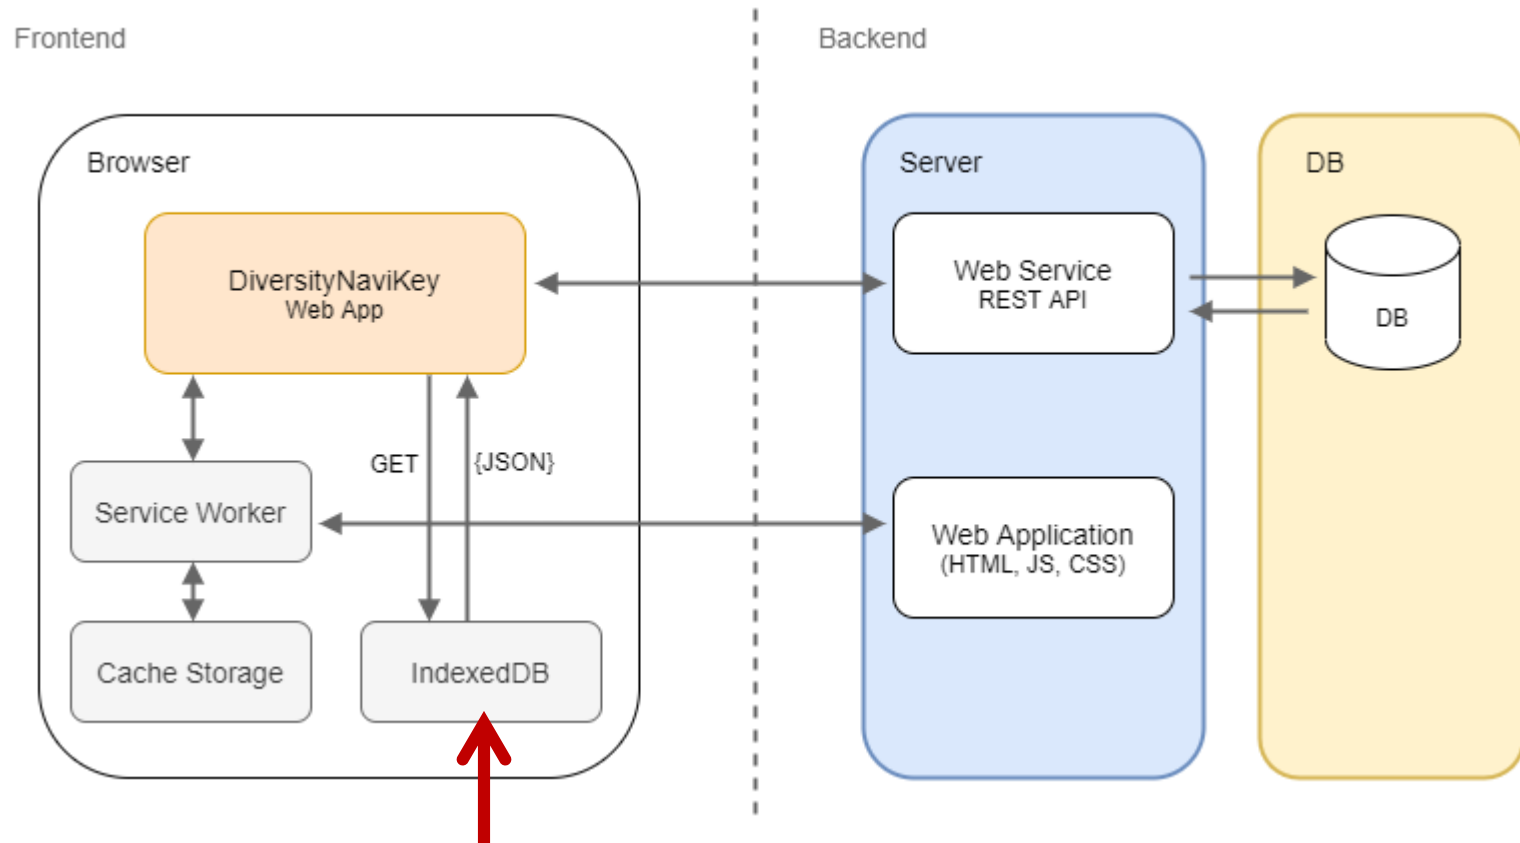 Frontend
Backend
Browser
Server
DB
DiversityNaviKey
Web App
Web Service
REST API
DB
GET
{JSON}
Service Worker
Web Application
(HTML, JS, CSS)
Cache Storage
IndexedDB